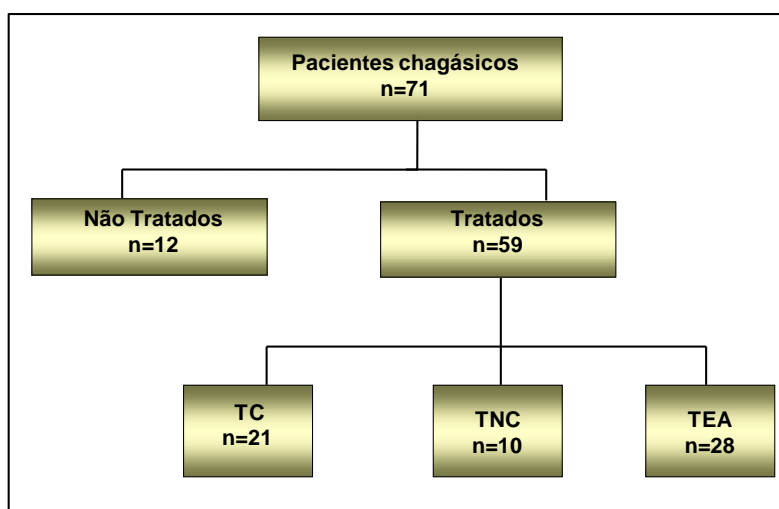 Pacientes chagásicos
n=71
Não Tratados
n=12
Tratados
n=59
TC
n=21
TNC
n=10
TEA
n=28